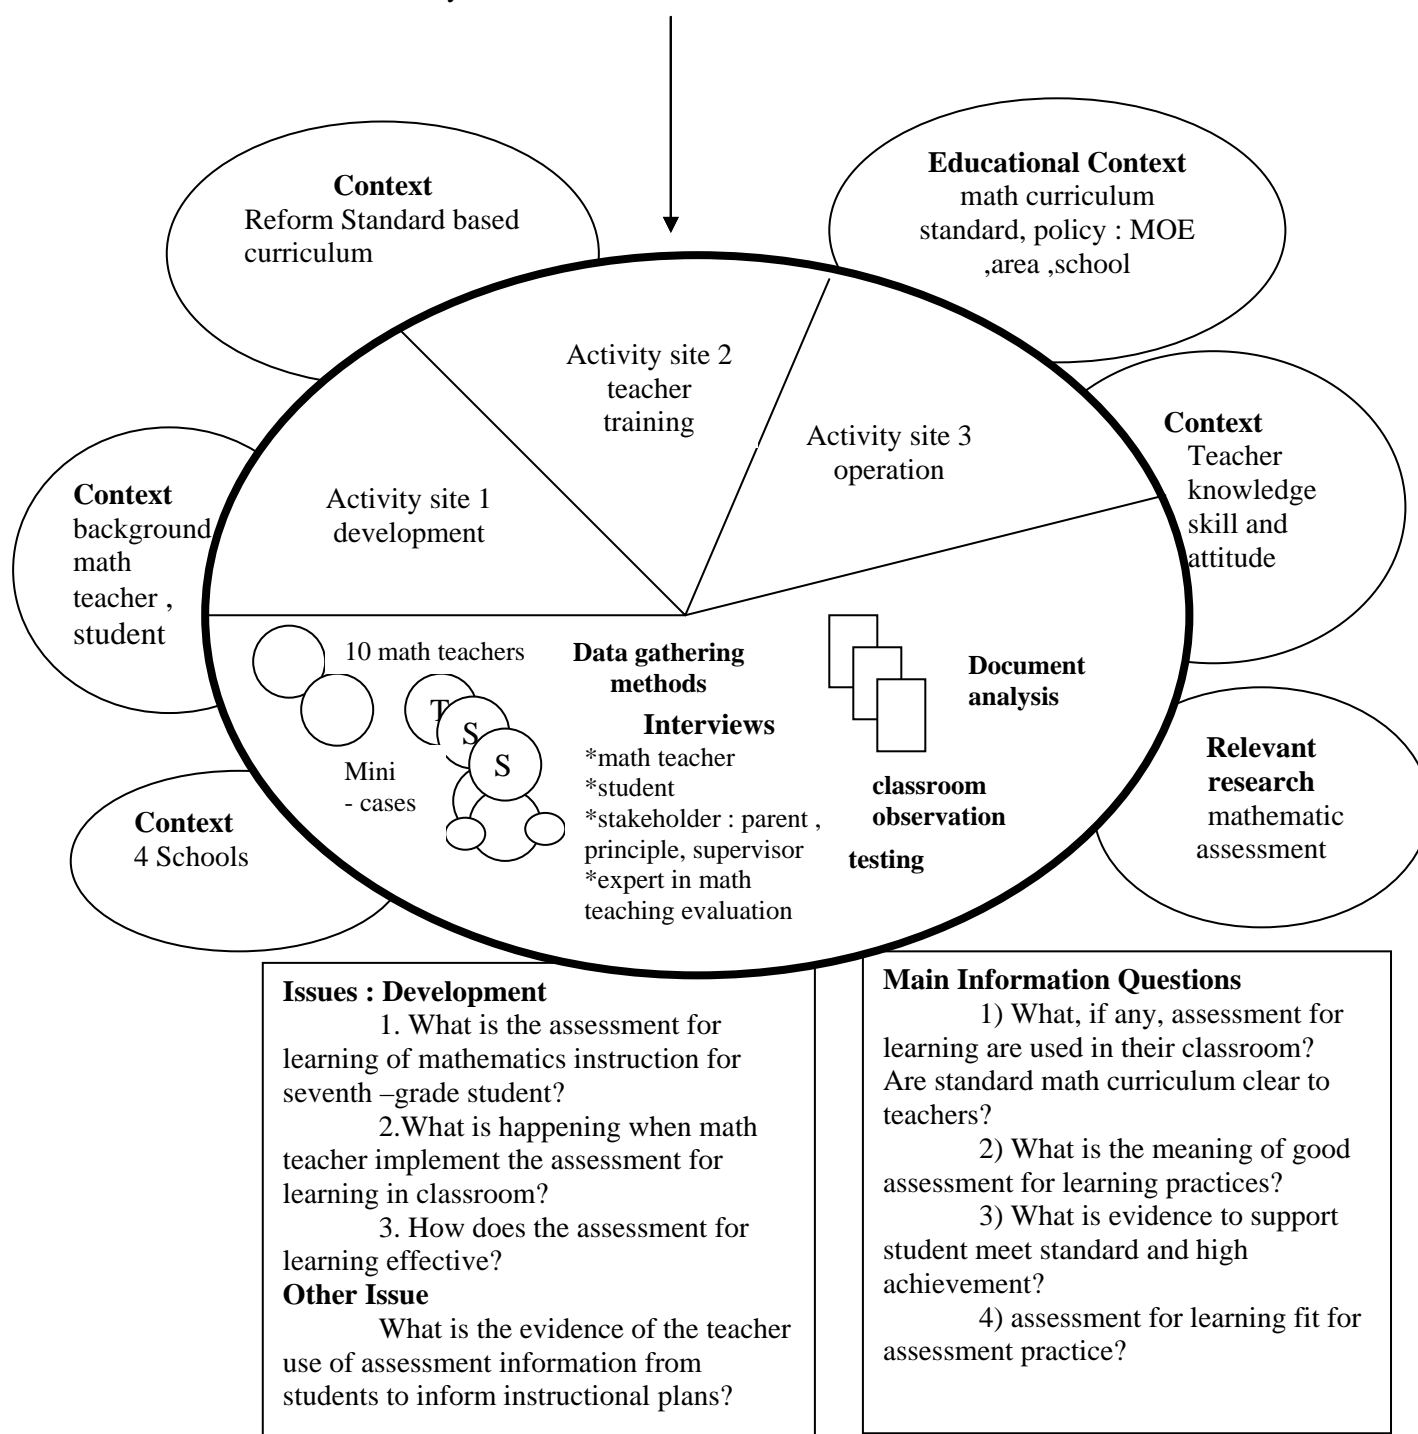 Context
Reform Standard based
curriculum
Educational Context
math curriculum
standard, policy : MOE
,area ,school
Activity site 2
teacher
training
Activity site 3
operation
Context
Teacher
knowledge
skill and
attitude
Activity site 1
development
Context
background
math
teacher ,
student
10 math teachers
T
S
S
Mini
- cases
Data gathering
methods
Interviews
*math teacher
*student
*stakeholder : parent ,
principle, supervisor
*expert in math
teaching evaluation
Document
analysis
classroom
observation
testing
Relevant
research
mathematic
assessment
Context
4 Schools
Issues : Development
1. What is the assessment for
learning of mathematics instruction for
seventh –grade student?
2.What is happening when math
teacher implement the assessment for
learning in classroom?
3. How does the assessment for
learning effective?
Other Issue
What is the evidence of the teacher
use of assessment information from
students to inform instructional plans?
Main Information Questions
1) What, if any, assessment for
learning are used in their classroom?
Are standard math curriculum clear to
teachers?
2) What is the meaning of good
assessment for learning practices?
3) What is evidence to support
student meet standard and high
achievement?
4) assessment for learning fit for
assessment practice?